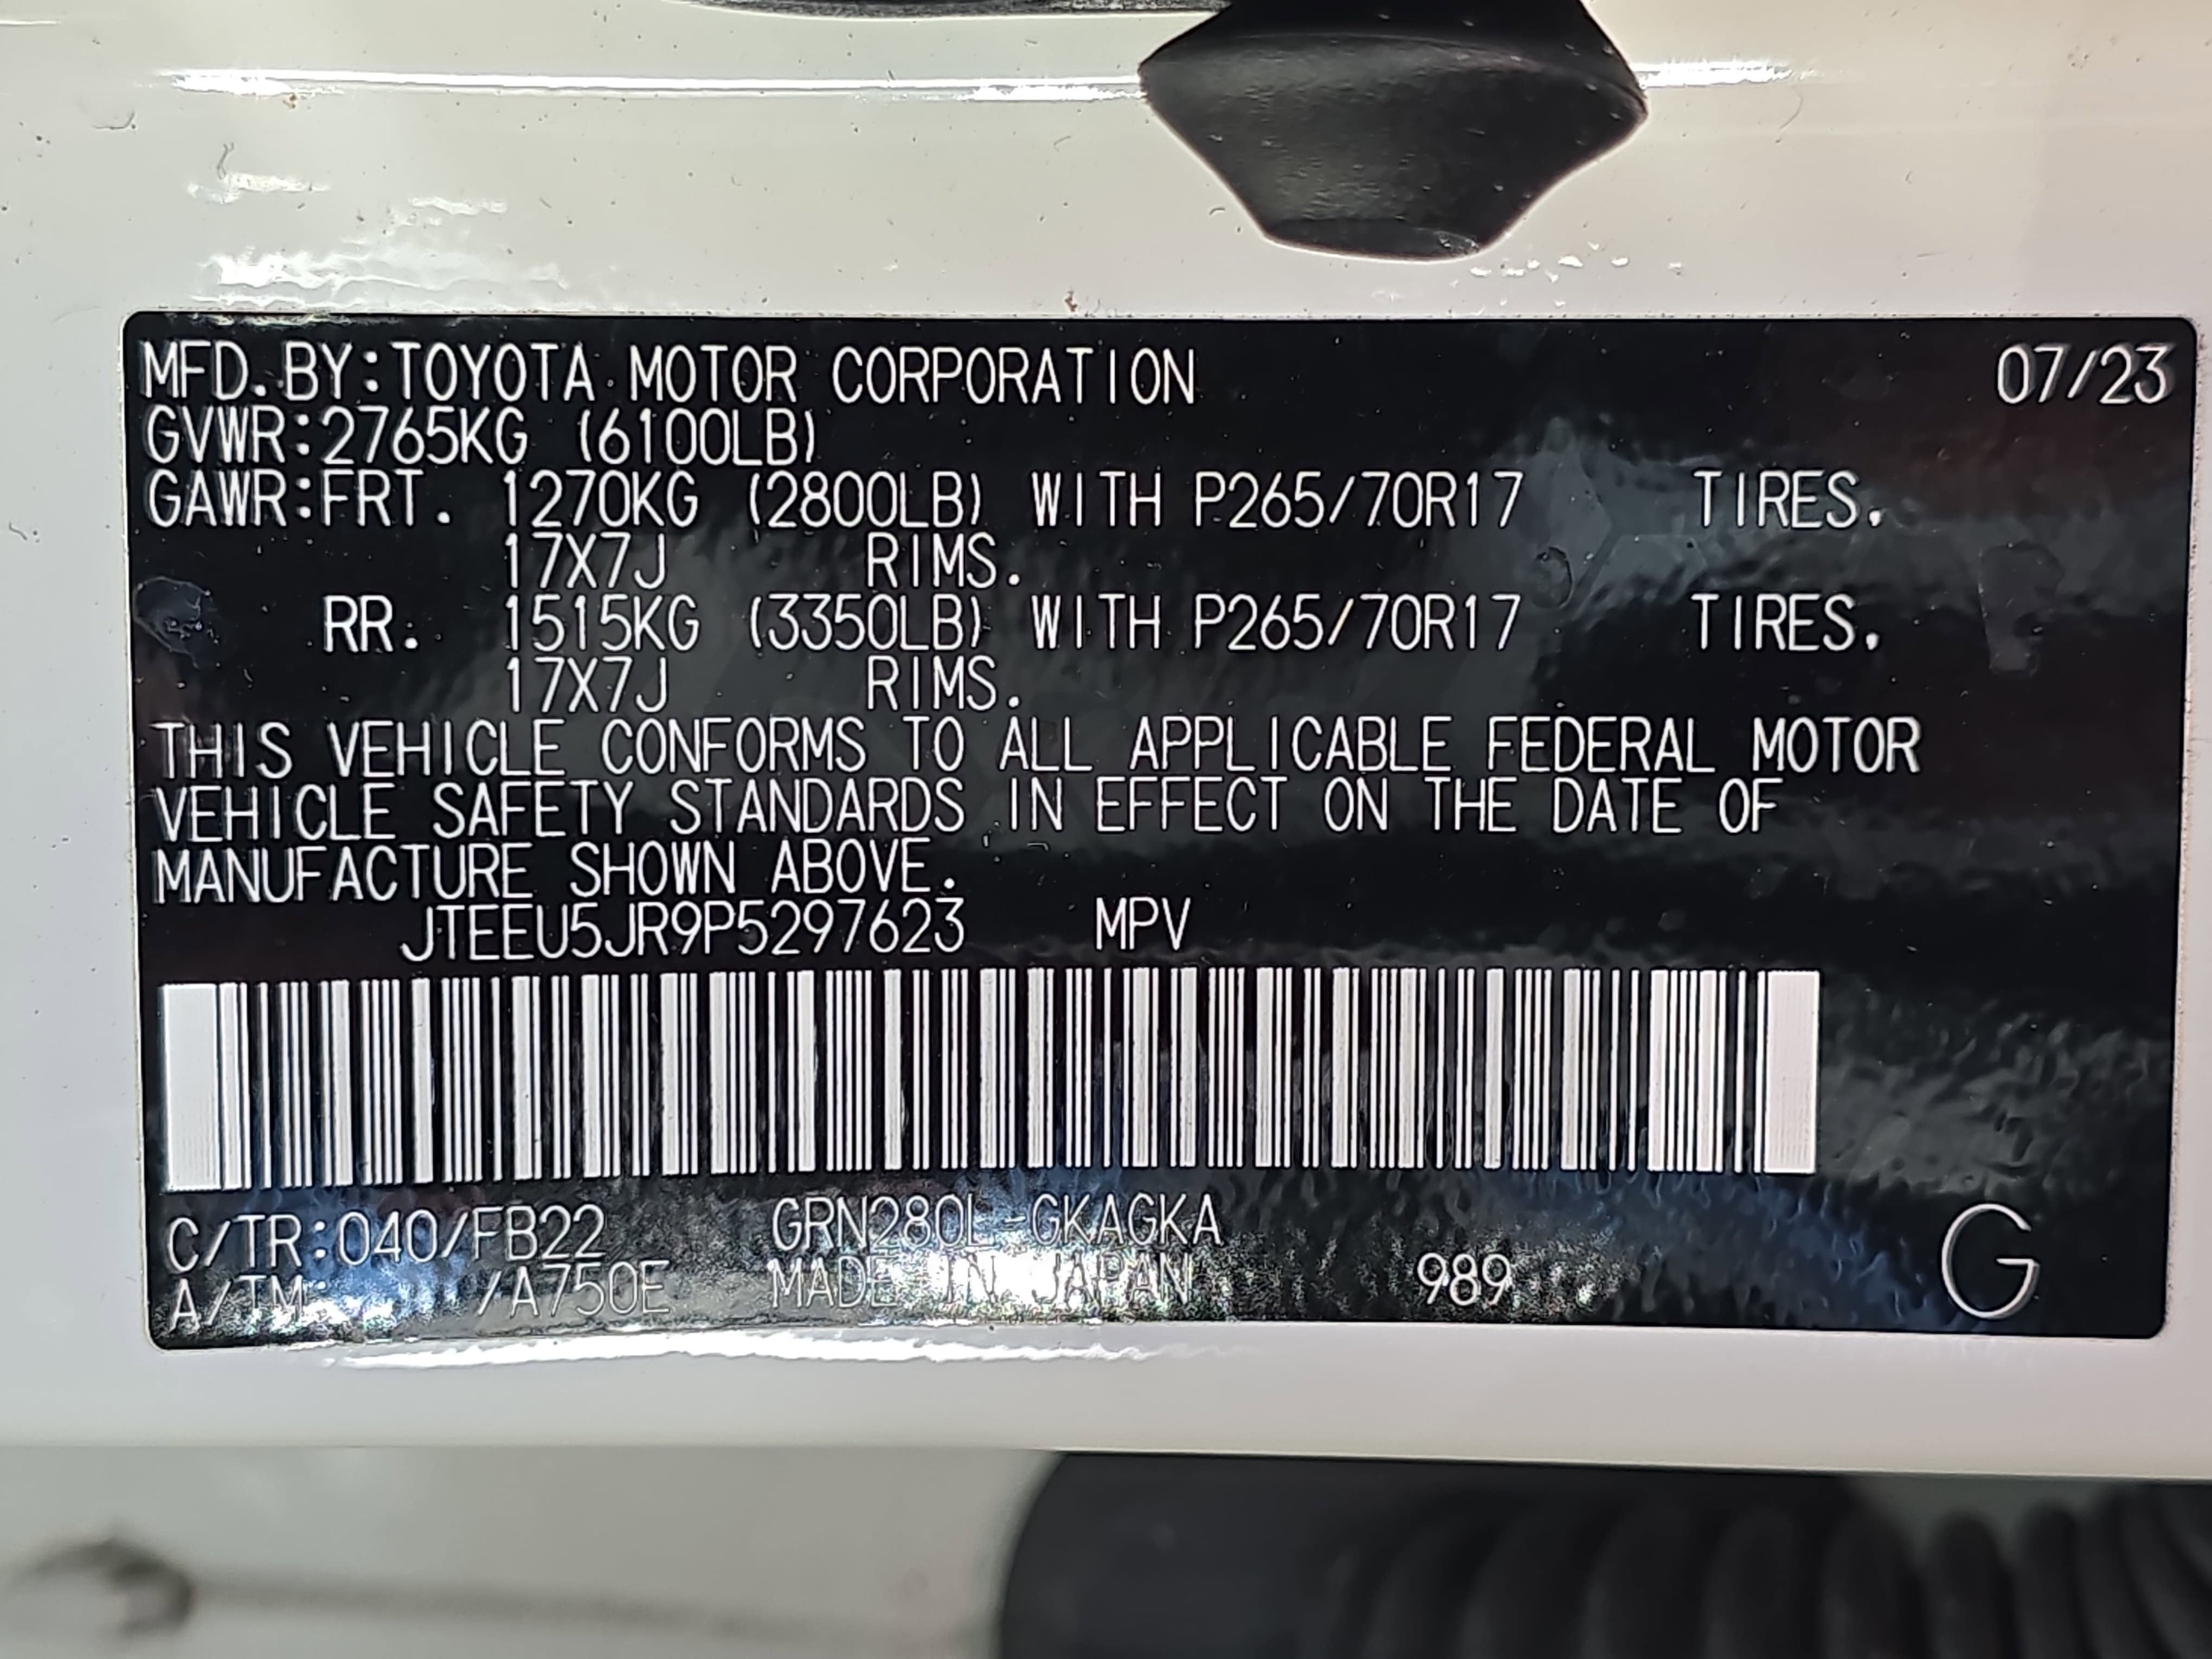 MFD.BY:TOYOTA MOTOR CORPORATION 07/23
GVWR:2765KG (6100LB)
GAWR:FRT. 1270KG (2800LB) WITH P265/70R17 TIRES.
17X7J RIMS.
RR. 1515KG (3350LB) WITH P265/70R17 TIRES.
17X7J RIMS.
THIS VEHICLE CONFORMS TO ALL APPLICABLE FEDERAL MOTOR
VEHICLE SAFETY STANDARDS IN EFFECT ON THE DATE OF
MANUFACTURE SHOWN ABOVE.
JTEEU5JR9P5297623 MPV
C/TR:040/FB22 GRN280L-GKAGKA
A/TM: /A750E MADE IN JAPAN 989 G